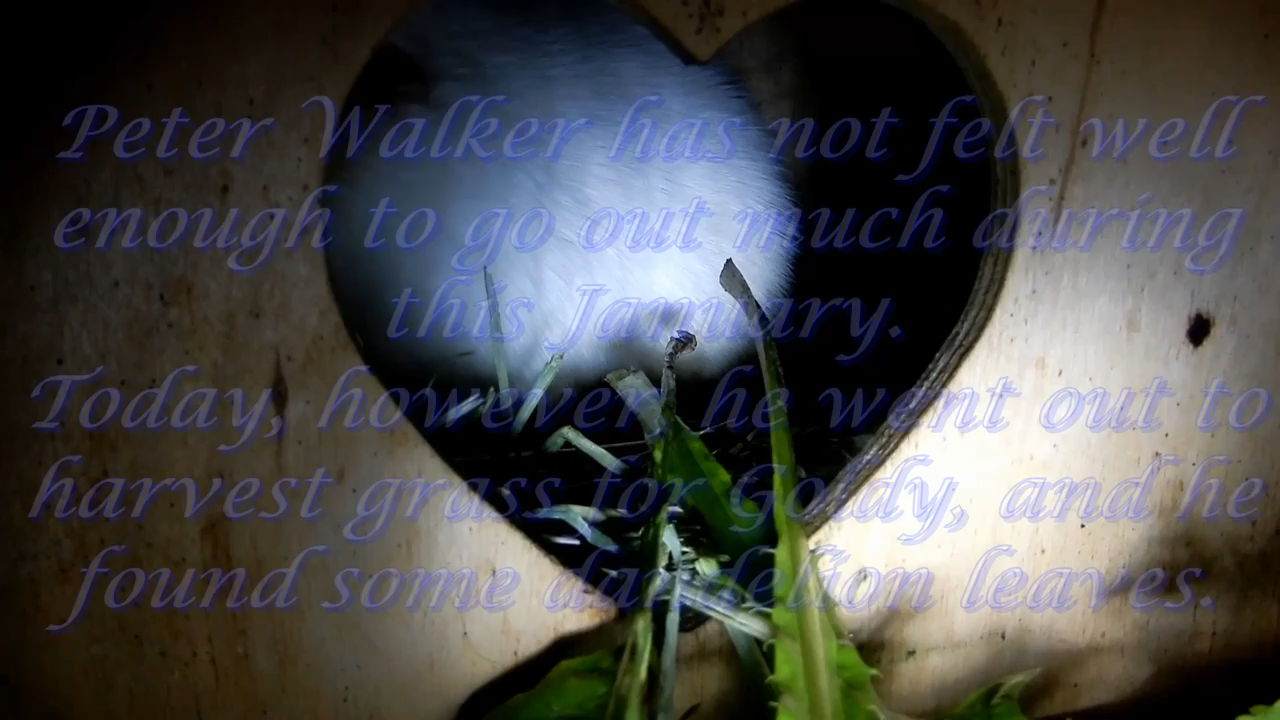 Peter Walker has not felt well
enough to go out much during
this January.
Today, however, he went out to
harvest grass for Goldy, and he
found some dandelion leaves.